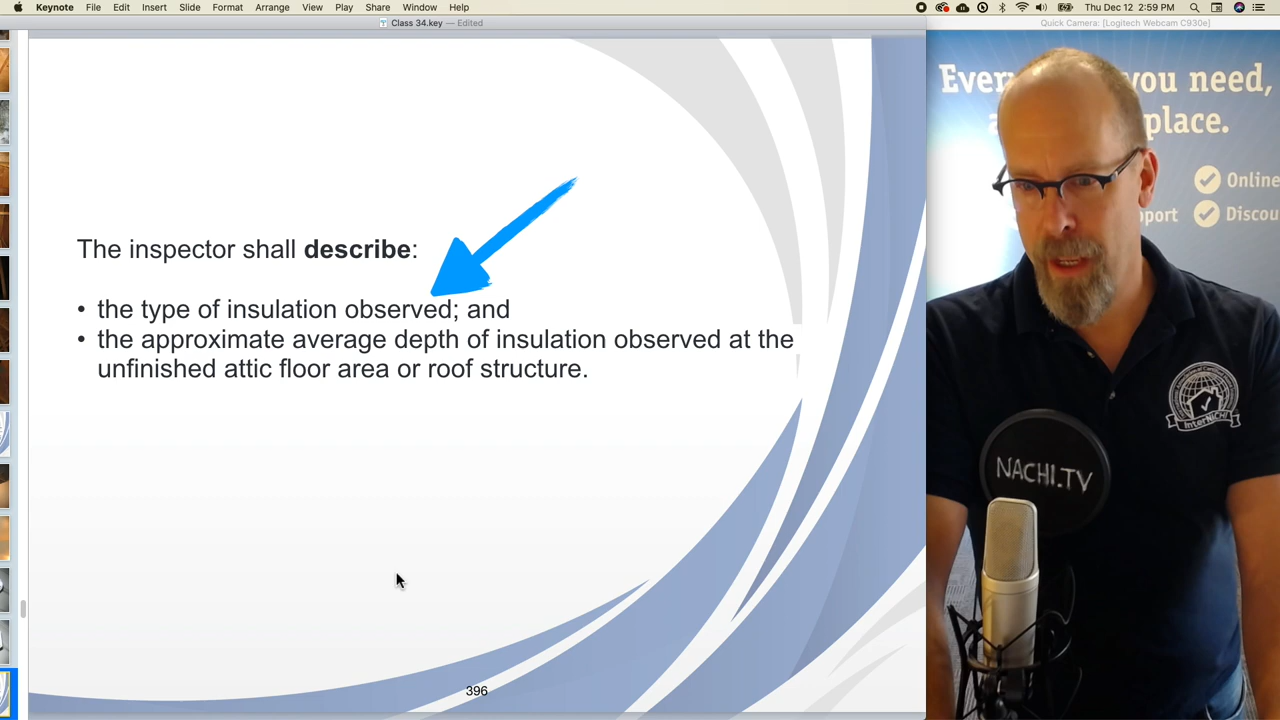 Keynote File Edit Insert Slide Format Arrange View Play Share Window Help
Thu Dec 12 2:59 PM
Class 34.key — Edited
Quick Camera: [Logitech Webcam C930e]
The inspector shall describe:
• the type of insulation observed; and
• the approximate average depth of insulation observed at the
unfinished attic floor area or roof structure.
396
you need,
place.
Online
port
Discou
InterNACHI
NACHI.TV